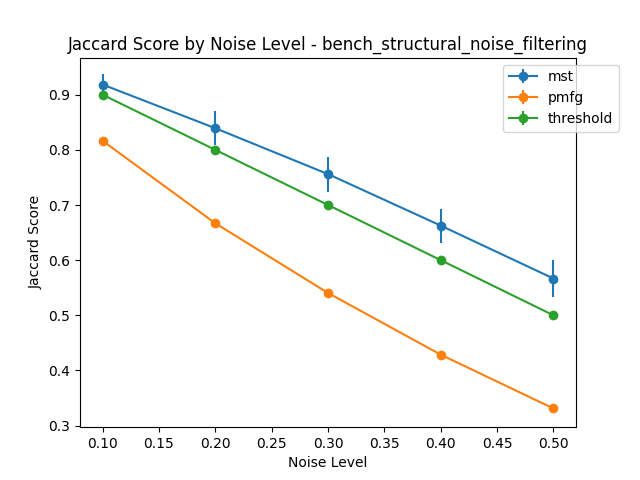 Jaccard Score by Noise Level - bench_structural_noise_filtering
mst
pmfg
threshold
Jaccard Score
0.9
0.8
0.7
0.6
0.5
0.4
0.3
0.10
0.15
0.20
0.25
0.30
0.35
0.40
0.45
0.50
Noise Level